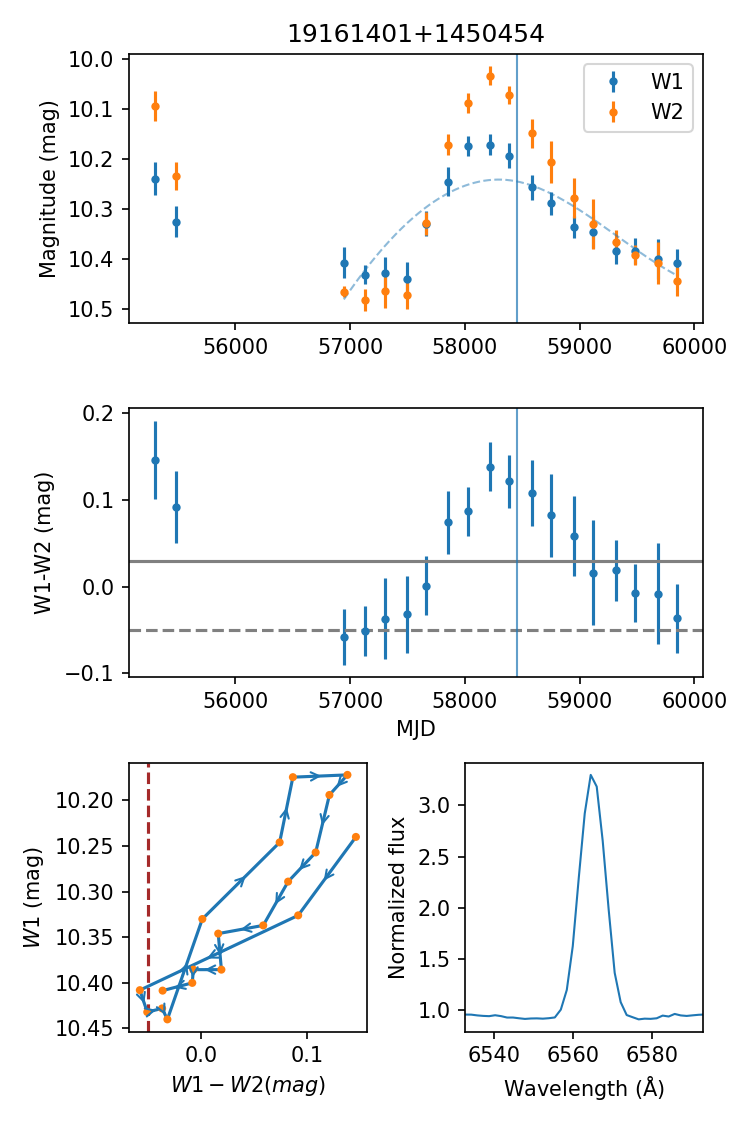 19161401+1450454
Magnitude (mag)
10.0
10.1
10.2
10.3
10.4
10.5
W1
W2
56000 57000 58000 59000 60000
W1-W2 (mag)
0.2
0.1
0.0
−0.1
56000 57000 58000 59000 60000
MJD
W1 (mag)
10.20
10.25
10.30
10.35
10.40
10.45
0.0 0.1
W1 − W2(mag)
Normalized flux
3.0
2.5
2.0
1.5
1.0
6540 6560 6580
Wavelength (Å)